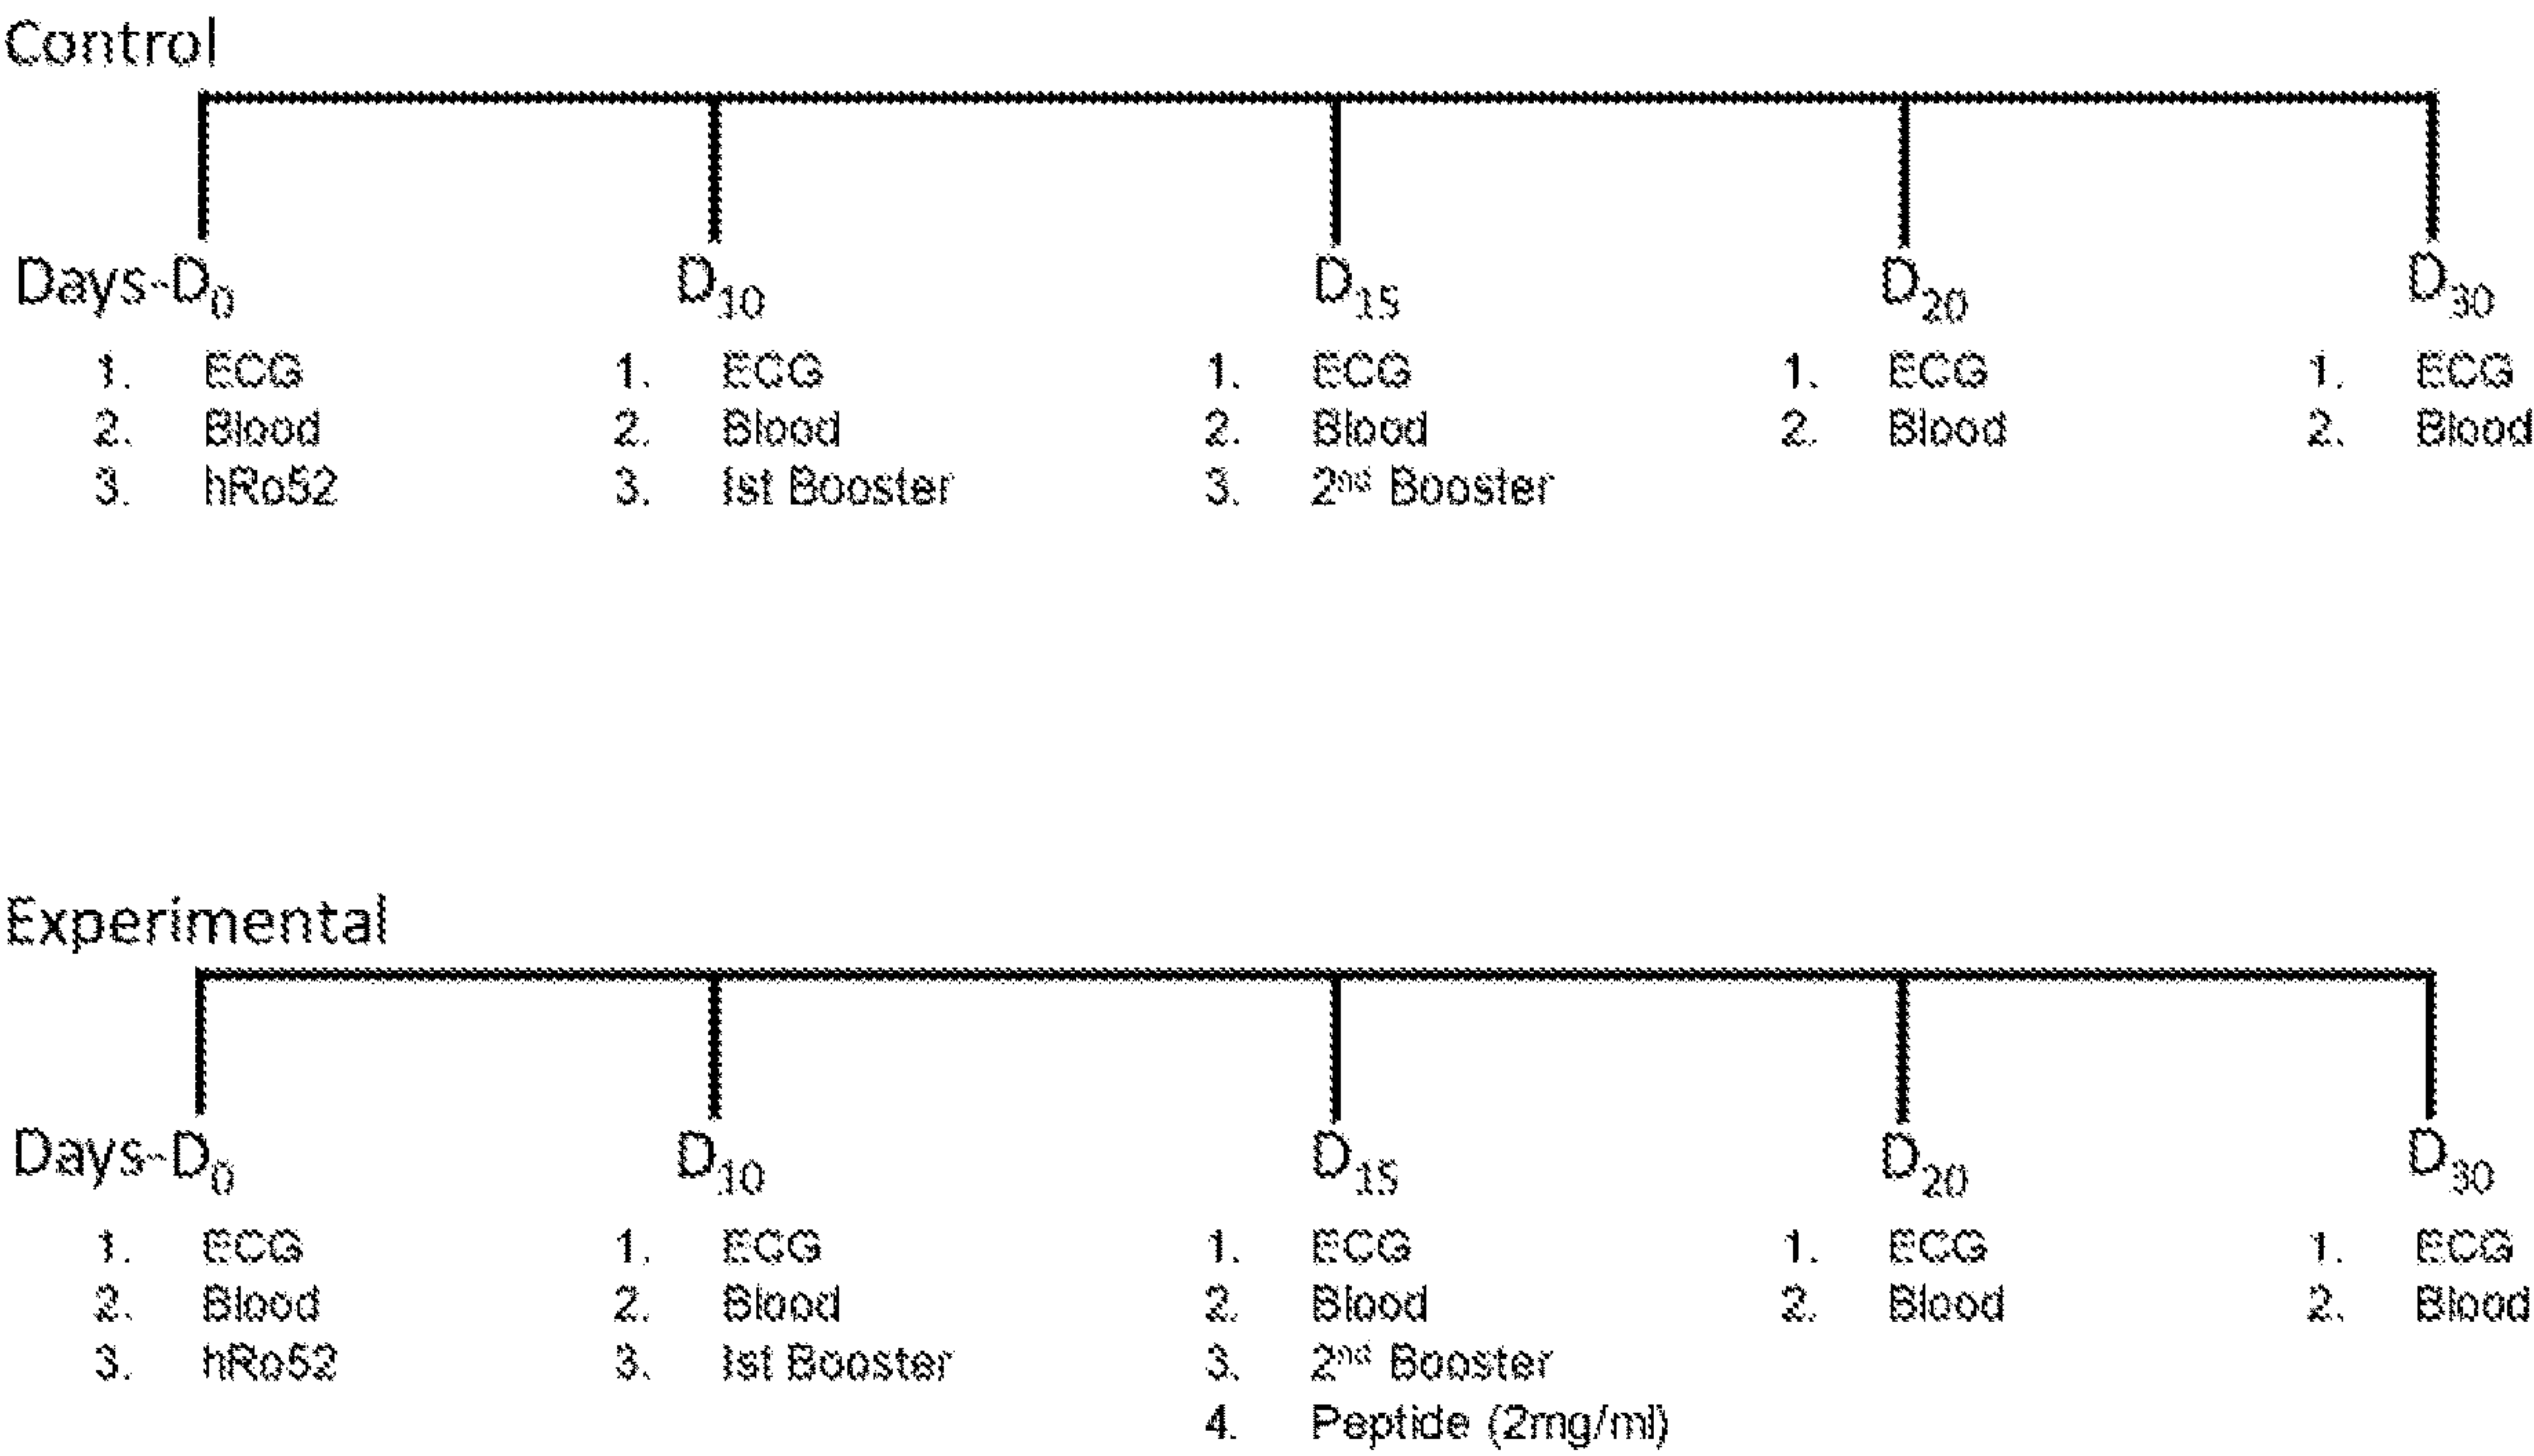 Control
Days-D0 D10 D15 D20 D30
1. ECG 1. ECG 1. ECG 1. ECG 1. ECG
2. Blood 2. Blood 2. Blood 2. Blood 2. Blood
3. hRo52 3. Ist Booster 3. 2nd Booster
Experimental
Days-D0 D10 D15 D20 D30
1. ECG 1. ECG 1. ECG 1. ECG 1. ECG
2. Blood 2. Blood 2. Blood 2. Blood 2. Blood
3. hRo52 3. Ist Booster 3. 2nd Booster
4. Peptide (2mg/ml)